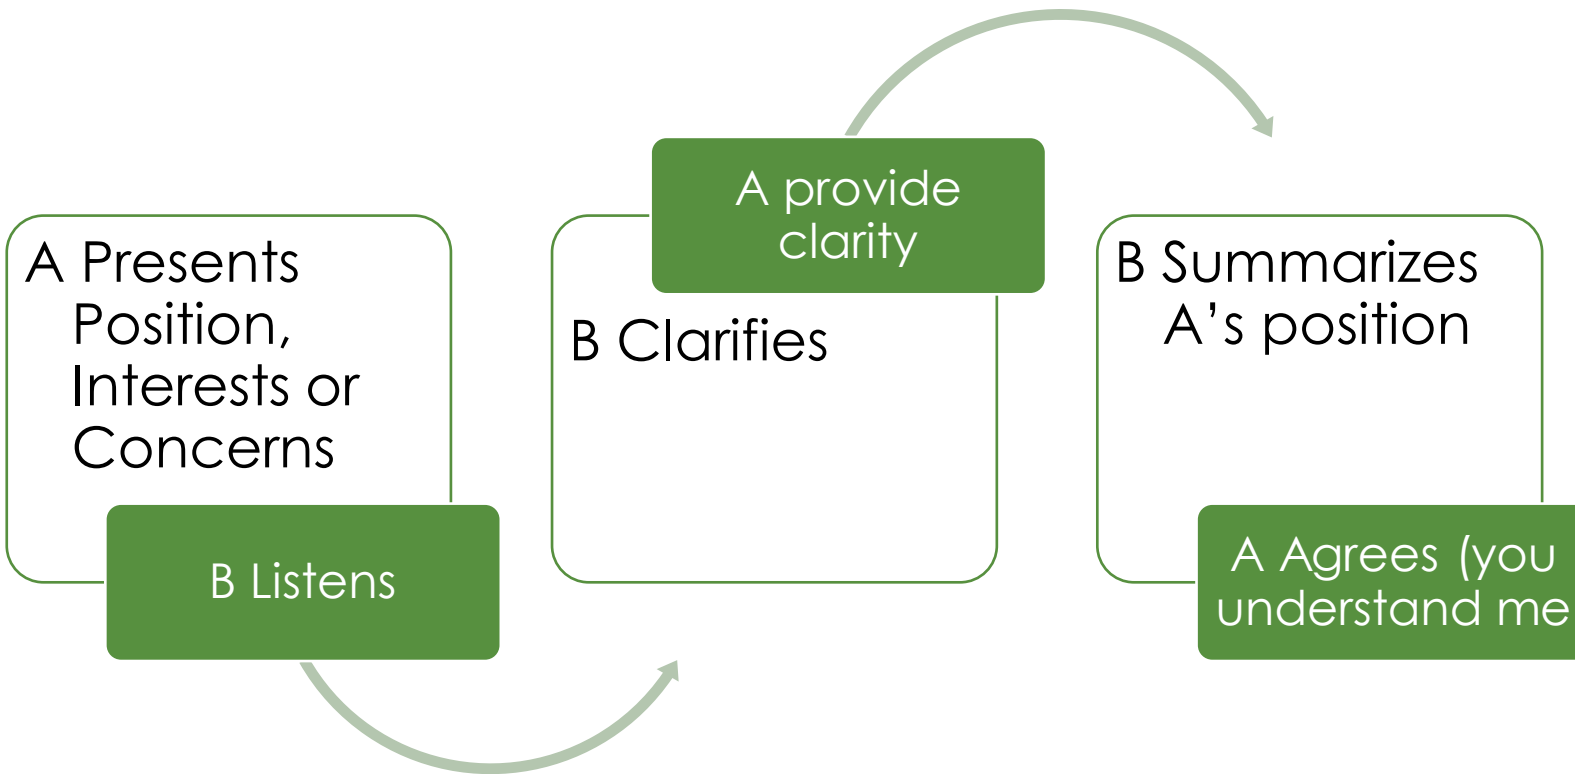 A Presents
Position,
Interests or
Concerns
B Listens
A provide
clarity
B Clarifies
B Summarizes
A’s position
A Agrees (you
understand me